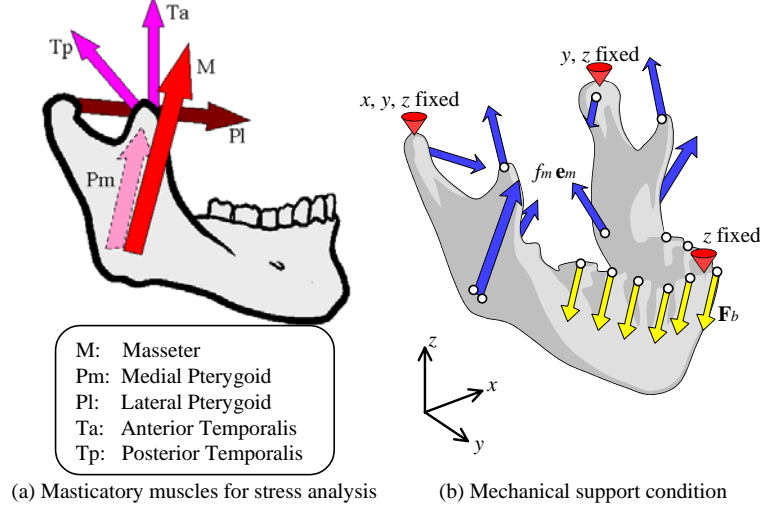 Ta
Tp
M
Pl
Pm
M: Masseter
Pm: Medial Pterygoid
Pl: Lateral Pterygoid
Ta: Anterior Temporalis
Tp: Posterior Temporalis
(a) Masticatory muscles for stress analysis
y, z fixed
x, y, z fixed
fm em
z fixed
Fb
z
x
y
(b) Mechanical support condition